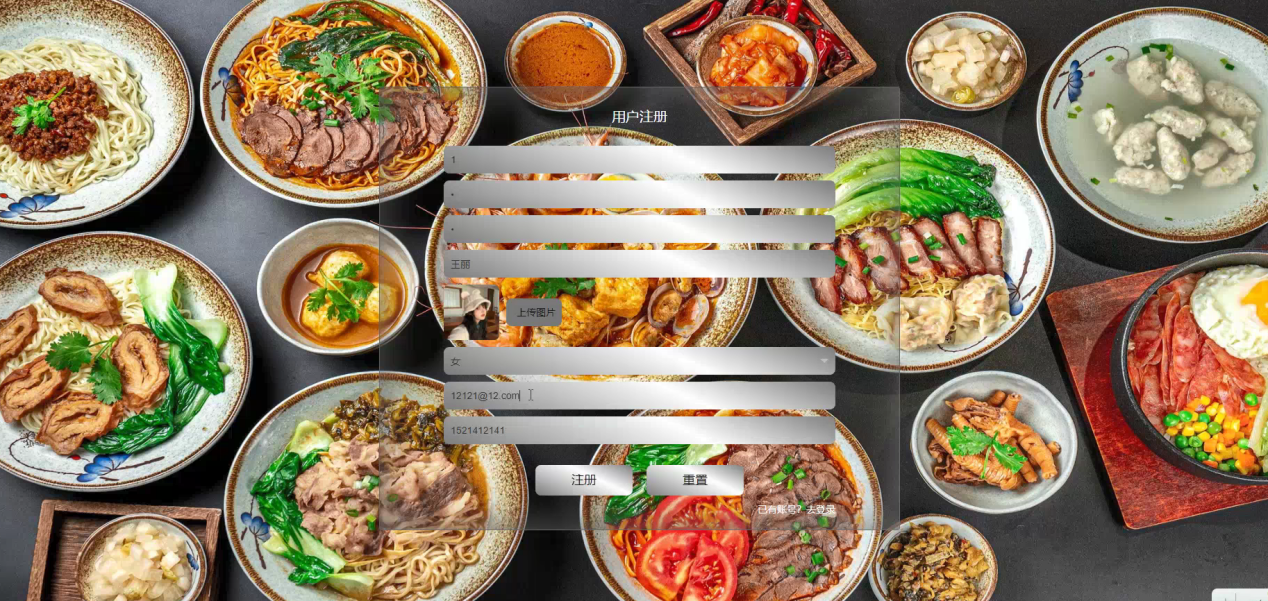 用户注册
1
•
•
王丽
上传图片
女
12121@12.com
1521412141
注册
重置
已有账号？去登录